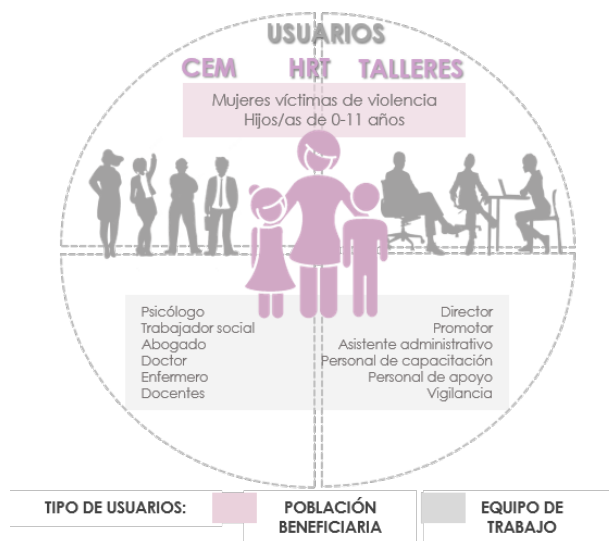 USUARIOS
CEM HRT TALLERES
Mujeres víctimas de violencia
Hijos/as de 0-11 años
Psicólogo
Trabajador social
Abogado
Doctor
Enfermero
Docentes
Director
Promotor
Asistente administrativo
Personal de capacitación
Personal de apoyo
Vigilancia
TIPO DE USUARIOS:
POBLACIÓN
BENEFICIARIA
EQUIPO DE
TRABAJO